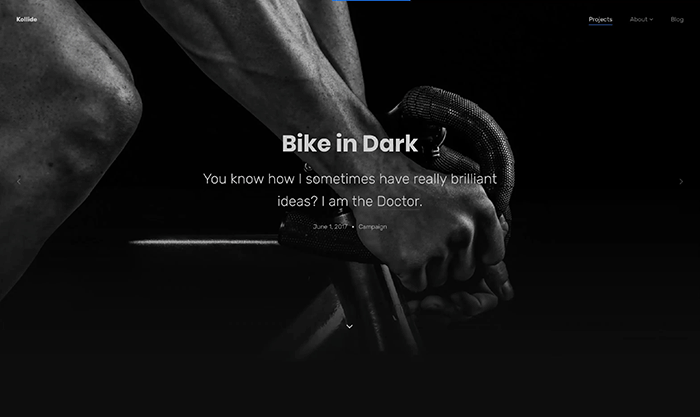 Kollide
Projects
About
Blog
Bike in Dark
You know how I sometimes have really brilliant
ideas? I am the Doctor.
June 1, 2017 • Campaign